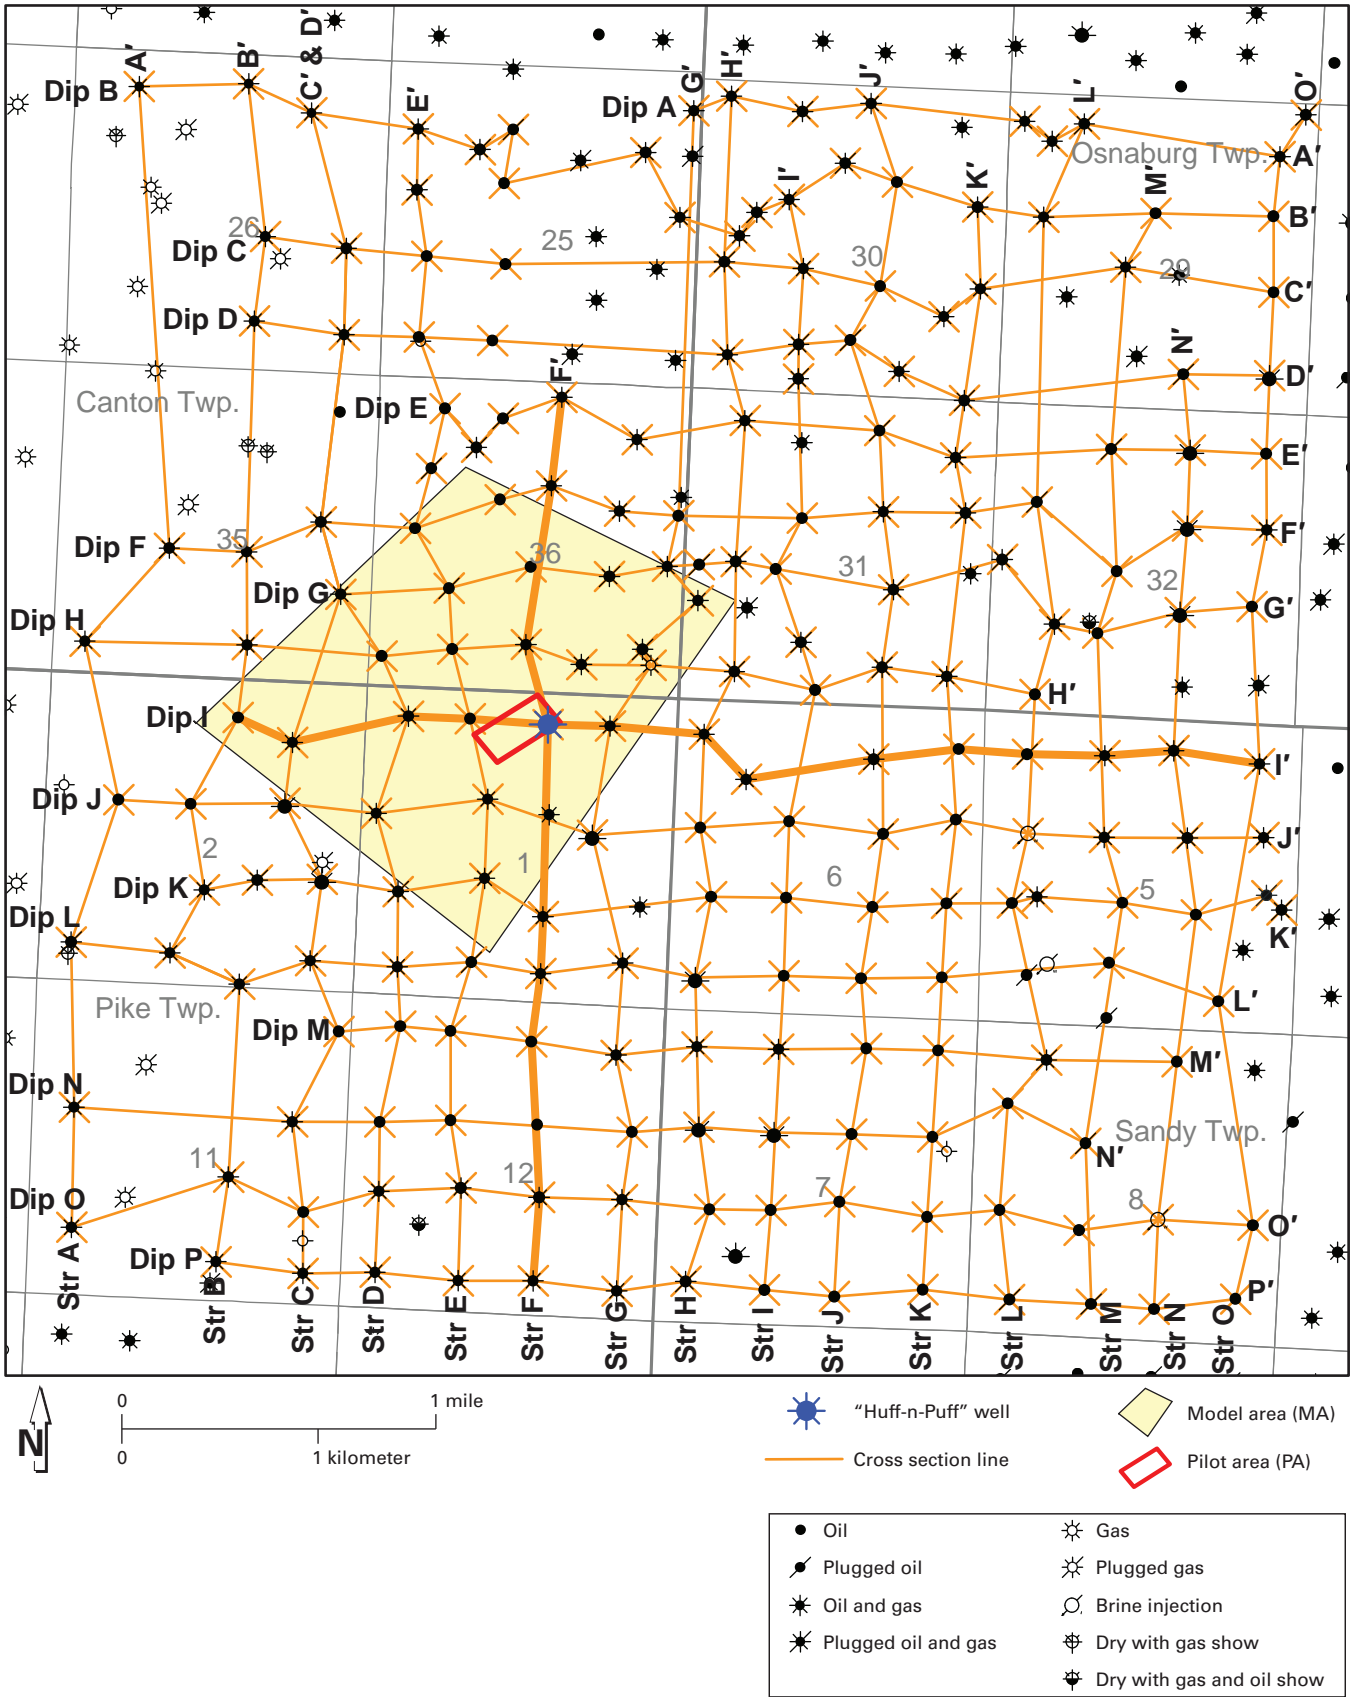 A′
B′
C′ & D′
E′
G′
H′
J′
L′
O′
Dip B
Dip A
Osnaburg Twp.
A′
I′
K′
M′
B′
26
Dip C
25
30
29
C′
Dip D
N′
D′
F′
Canton Twp.
Dip E
E′
Dip F
35
36
31
32
F′
Dip G
G′
Dip H
H′
Dip I
I′
Dip J
J′
2
1
6
5
Dip K
Dip L
K′
Pike Twp.
L′
Dip M
M′
Dip N
Sandy Twp.
N′
11
12
7
8
Dip O
O′
Dip P
P′
Str A
Str B
Str C
Str D
Str E
Str F
Str G
Str H
Str I
Str J
Str K
Str L
Str M
Str N
Str O
N
0
1 mile
0
1 kilometer
“Huff-n-Puff” well
Cross section line
Model area (MA)
Pilot area (PA)
Oil
Plugged oil
Oil and gas
Plugged oil and gas
Gas
Plugged gas
Brine injection
Dry with gas show
Dry with gas and oil show